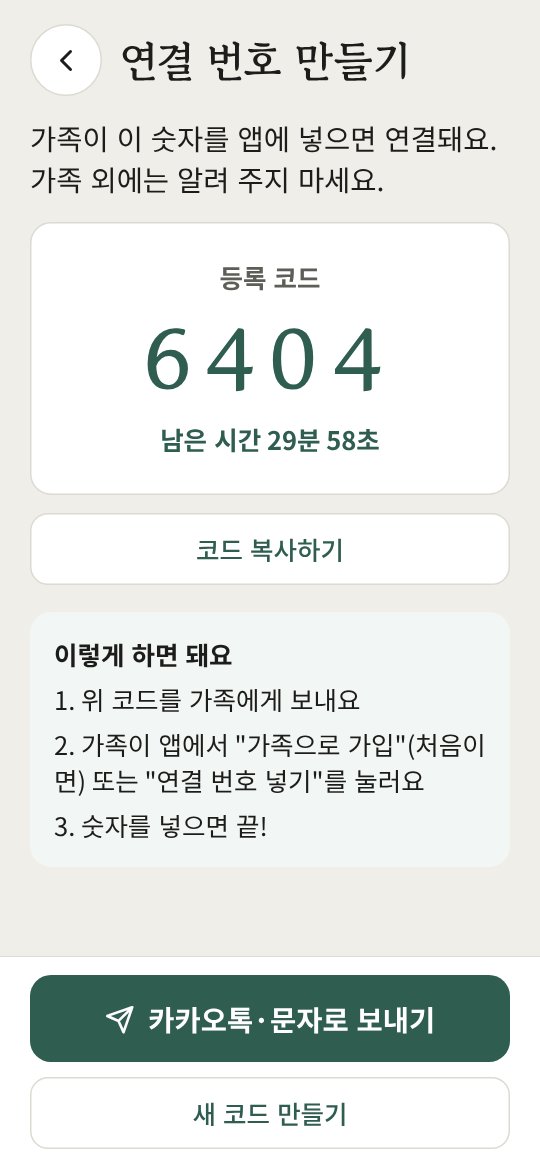 연결 번호 만들기
가족이 이 숫자를 앱에 넣으면 연결돼요.
가족 외에는 알려 주지 마세요.
등록 코드
6404
남은 시간 29분 58초
코드 복사하기
이렇게 하면 돼요
1. 위 코드를 가족에게 보내요
2. 가족이 앱에서 "가족으로 가입"(처음이
면) 또는 "연결 번호 넣기"를 눌러요
3. 숫자를 넣으면 끝!
카카오톡·문자로 보내기
새 코드 만들기